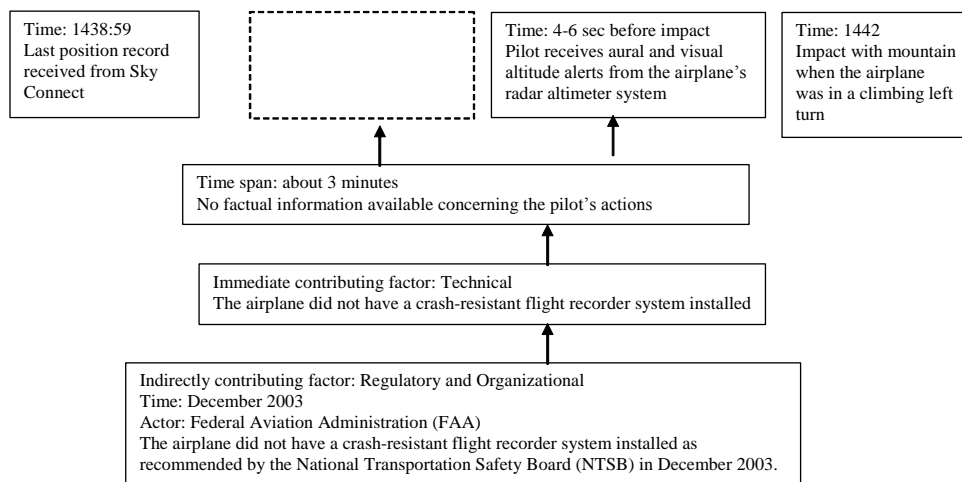 Time: 1438:59
Last position record
received from Sky
Connect
Time: 4-6 sec before impact
Pilot receives aural and visual
altitude alerts from the airplane's
radar altimeter system
Time: 1442
Impact with mountain
when the airplane
was in a climbing left
turn
Time span: about 3 minutes
No factual information available concerning the pilot's actions
Immediate contributing factor: Technical
The airplane did not have a crash-resistant flight recorder system installed
Indirectly contributing factor: Regulatory and Organizational
Time: December 2003
Actor: Federal Aviation Administration (FAA)
The airplane did not have a crash-resistant flight recorder system installed as
recommended by the National Transportation Safety Board (NTSB) in December 2003.